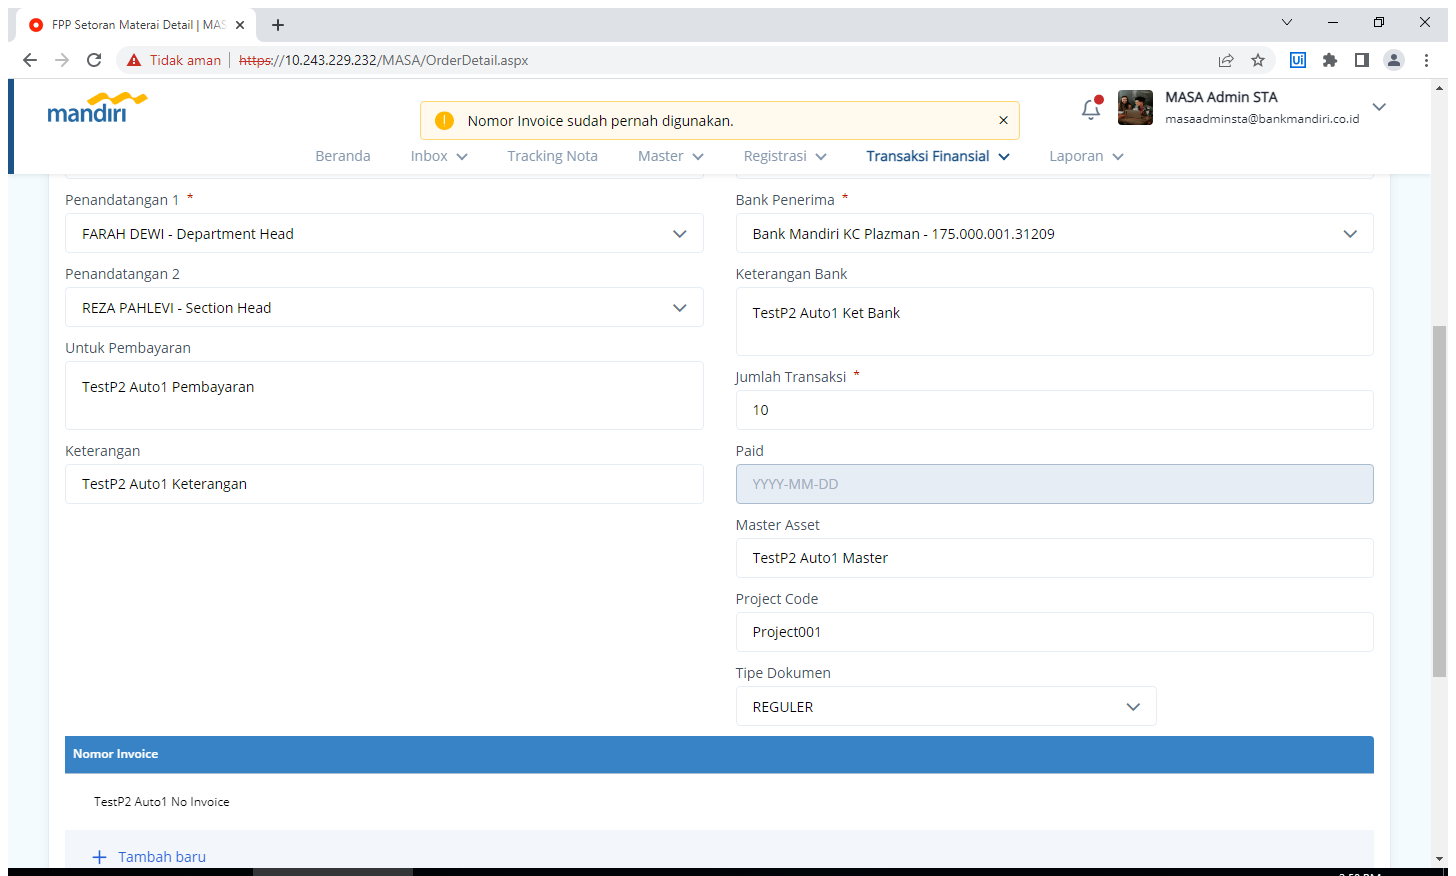 FPP Setoran Materai Detail | MAS
Tidak aman https://10.243.229.232/MASA/OrderDetail.aspx
Ui
mandiri
Nomor Invoice sudah pernah digunakan.
MASA Admin STA
masaadminsta@bankmandiri.co.id
Beranda Inbox Tracking Nota Master Registrasi Transaksi Finansial Laporan
Penandatangan 1 *
FARAH DEWI - Department Head
Penandatangan 2
REZA PAHLEVI - Section Head
Untuk Pembayaran
TestP2 Auto1 Pembayaran
Keterangan
TestP2 Auto1 Keterangan
Bank Penerima *
Bank Mandiri KC Plazman - 175.000.001.31209
Keterangan Bank
TestP2 Auto1 Ket Bank
Jumlah Transaksi *
10
Paid
YYYY-MM-DD
Master Asset
TestP2 Auto1 Master
Project Code
Project001
Tipe Dokumen
REGULER
Nomor Invoice
TestP2 Auto1 No Invoice
+ Tambah baru